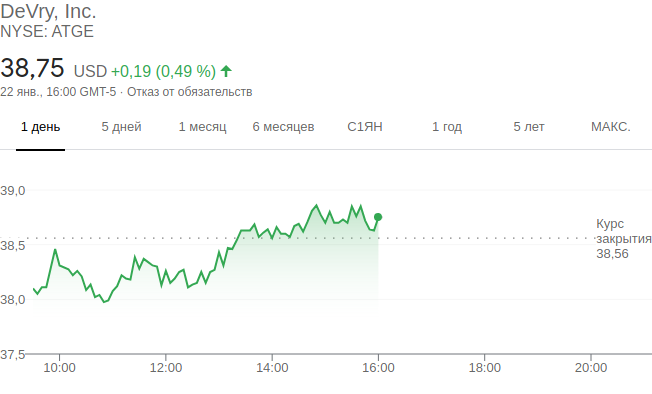 DeVry, Inc.
NYSE: ATGE
38,75 USD +0,19 (0,49 %)
22 янв., 16:00 GMT-5 · Отказ от обязательств
1 день 5 дней 1 месяц 6 месяцев С1ЯН 1 год 5 лет МАКС.
39,0
Курс
38,5 закрытия
38,56
38,0
37,5
10:00 12:00 14:00 16:00 18:00 20:00